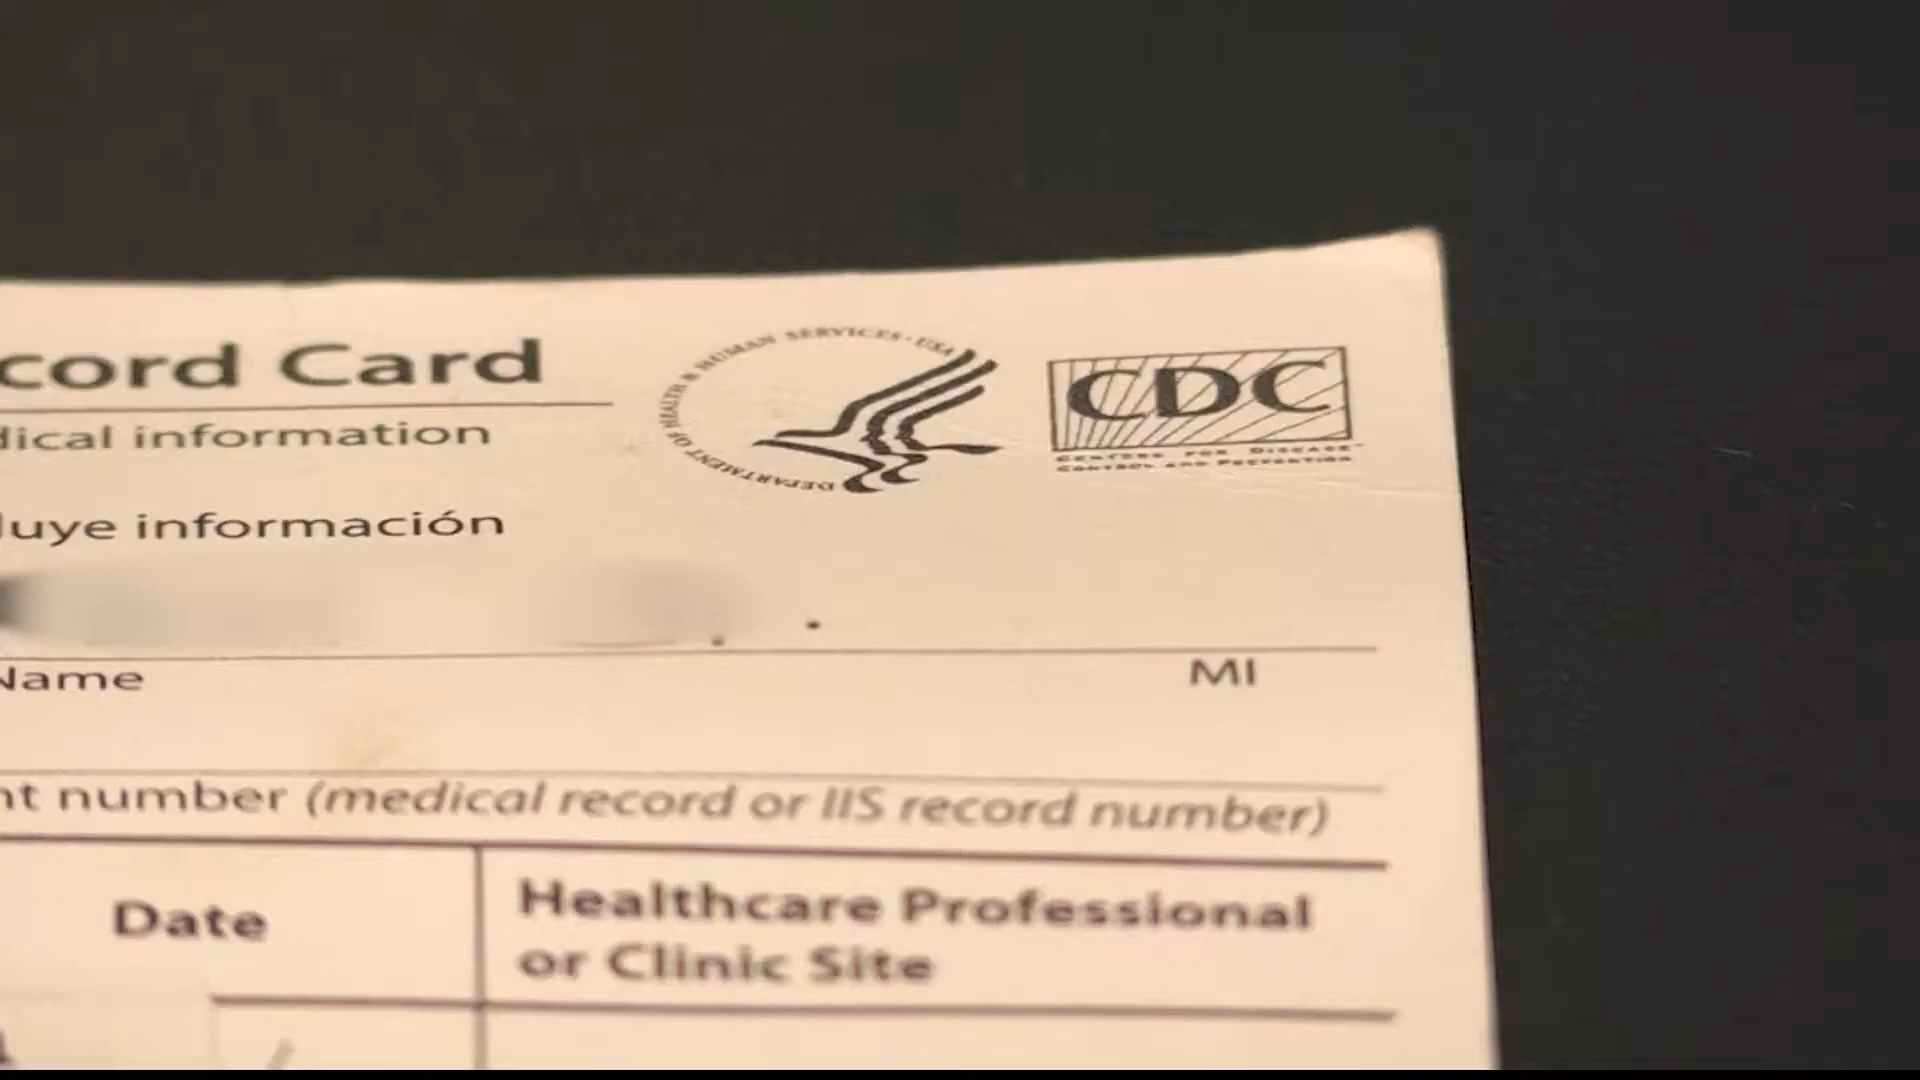 cord Card
dical information
luye información
DEPARTMENT OF HEALTH & HUMAN SERVICES · USA
CDC
CENTERS FOR DISEASE
CONTROL AND PREVENTION
Name
MI
nt number (medical record or IIS record number)
Date
Healthcare Professional
or Clinic Site